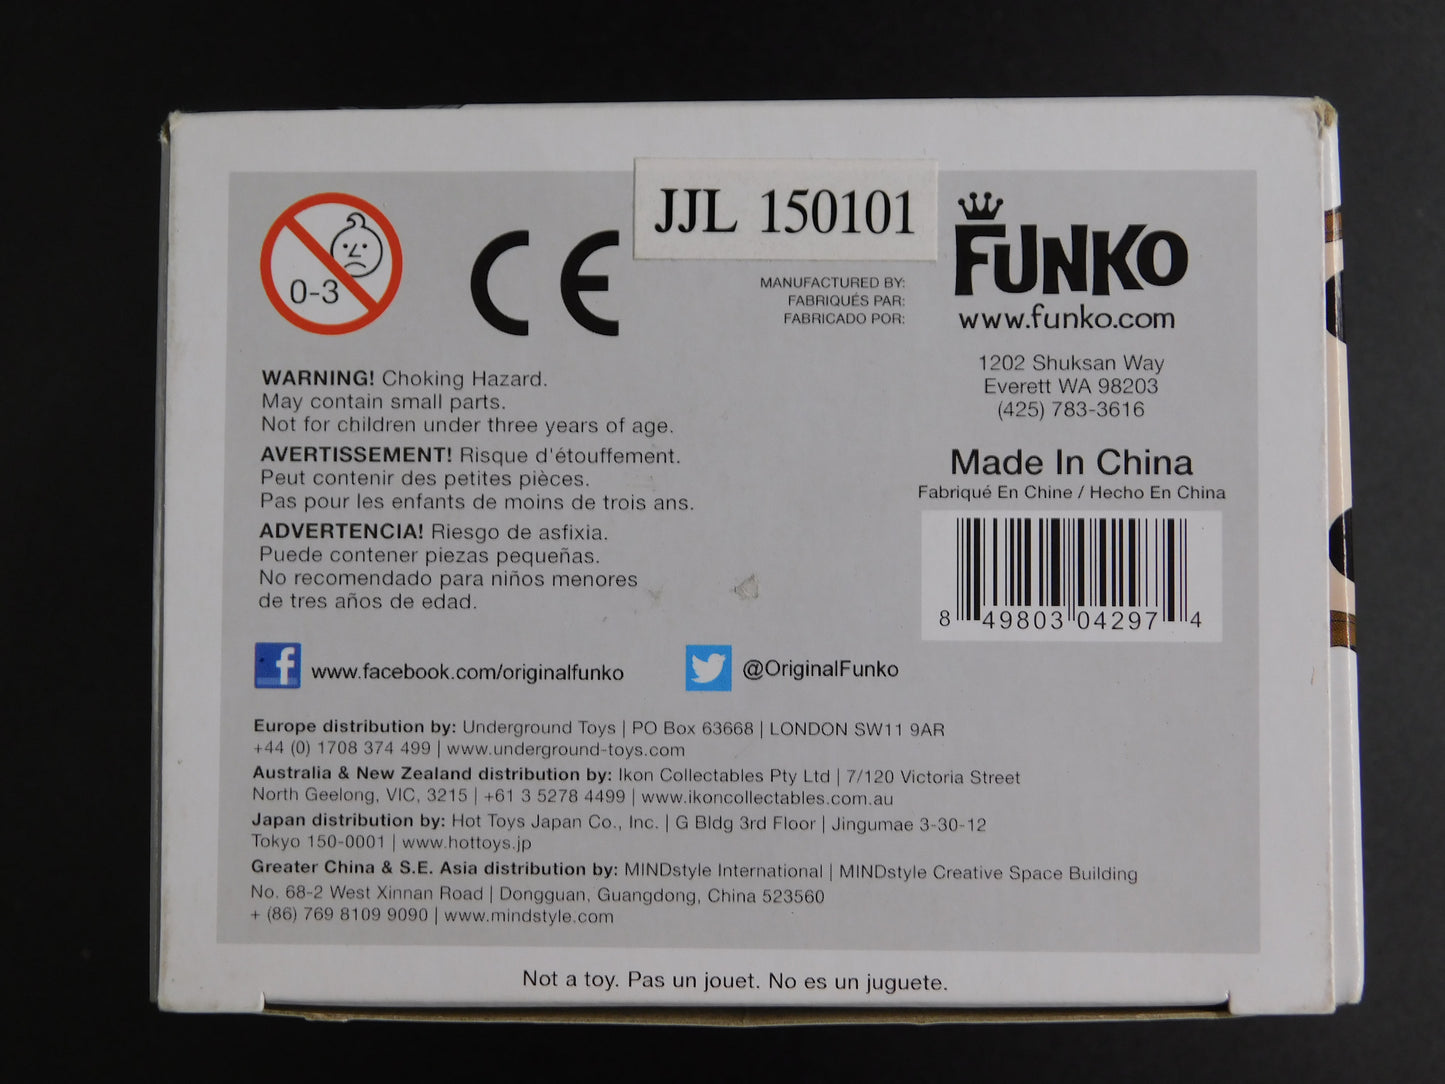 JJL 150101
0-3
CE
MANUFACTURED BY:
FABRIQUÉS PAR:
FABRICADO POR:
FUNKO
www.funko.com
1202 Shuksan Way
Everett WA 98203
(425) 783-3616
Made In China
Fabriqué En Chine / Hecho En China
8 49803 04297 4
WARNING! Choking Hazard.
May contain small parts.
Not for children under three years of age.
AVERTISSEMENT! Risque d'étouffement.
Peut contenir des petites pièces.
Pas pour les enfants de moins de trois ans.
ADVERTENCIA! Riesgo de asfixia.
Puede contener piezas pequeñas.
No recomendado para niños menores
de tres años de edad.
f www.facebook.com/originalfunko
@OriginalFunko
Europe distribution by: Underground Toys | PO Box 63668 | LONDON SW11 9AR
+44 (0) 1708 374 499 | www.underground-toys.com
Australia & New Zealand distribution by: Ikon Collectables Pty Ltd | 7/120 Victoria Street
North Geelong, VIC, 3215 | +61 3 5278 4499 | www.ikoncollectables.com.au
Japan distribution by: Hot Toys Japan Co., Inc. | G Bldg 3rd Floor | Jingumae 3-30-12
Tokyo 150-0001 | www.hottoys.jp
Greater China & S.E. Asia distribution by: MINDstyle International | MINDstyle Creative Space Building
No. 68-2 West Xinnan Road | Dongguan, Guangdong, China 523560
+ (86) 769 8109 9090 | www.mindstyle.com
Not a toy. Pas un jouet. No es un juguete.